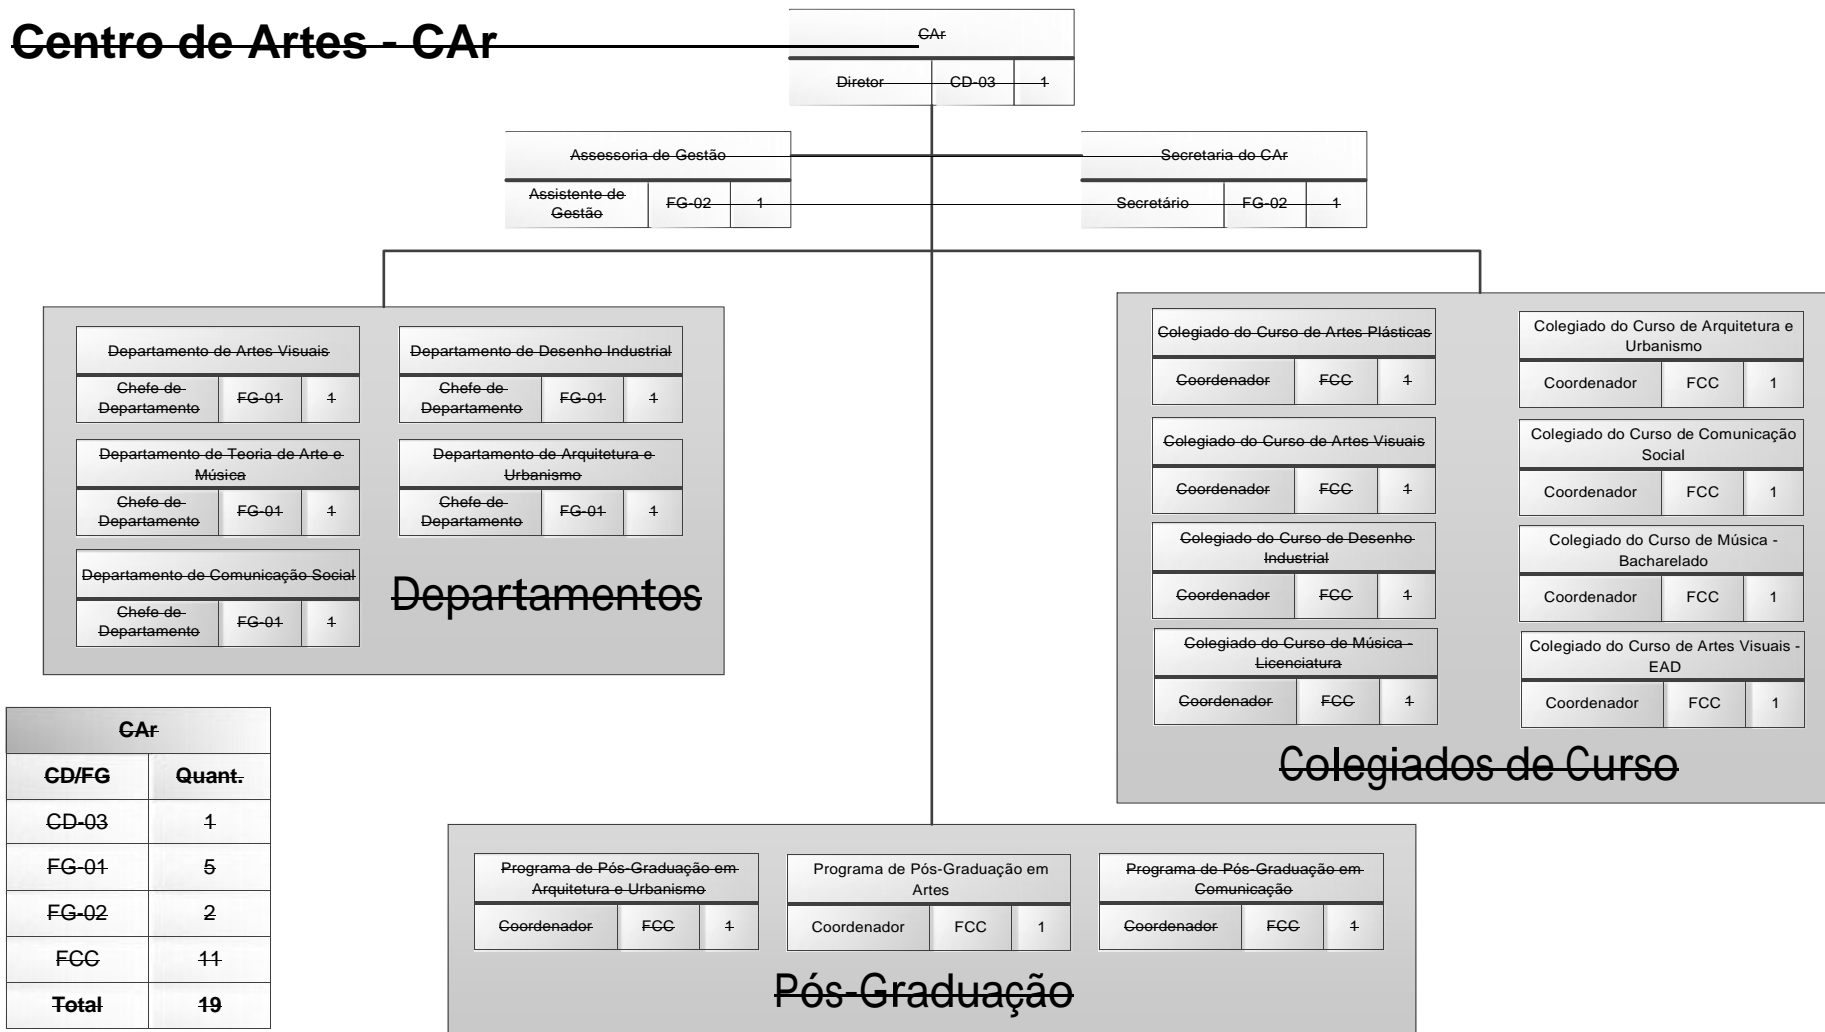 Centro de Artes - CAr
CAr
Diretor CD-03 1
Assessoria de Gestão
Assistente de
Gestão
FG-02 1
Secretaria do CAr
Secretário FG-02 1
Departamento de Artes Visuais
Chefe de
Departamento
FG-01 1
Departamento de Desenho Industrial
Chefe de
Departamento
FG-01 1
Departamento de Teoria de Arte e
Música
Chefe de
Departamento
FG-01 1
Departamento de Arquitetura e
Urbanismo
Chefe de
Departamento
FG-01 1
Departamento de Comunicação Social
Chefe de
Departamento
FG-01 1
Departamentos
Colegiado do Curso de Artes Plásticas
Coordenador FCC 1
Colegiado do Curso de Arquitetura e
Urbanismo
Coordenador FCC 1
Colegiado do Curso de Artes Visuais
Coordenador FCC 1
Colegiado do Curso de Comunicação
Social
Coordenador FCC 1
Colegiado do Curso de Desenho
Industrial
Coordenador FCC 1
Colegiado do Curso de Música -
Bacharelado
Coordenador FCC 1
Colegiado do Curso de Música -
Licenciatura
Coordenador FCC 1
Colegiado do Curso de Artes Visuais -
EAD
Coordenador FCC 1
Colegiados de Curso
CAr
CD/FG Quant.
CD-03 1
FG-01 5
FG-02 2
FCC 11
Total 19
Programa de Pós-Graduação em
Arquitetura e Urbanismo
Coordenador FCC 1
Programa de Pós-Graduação em
Artes
Coordenador FCC 1
Programa de Pós-Graduação em
Comunicação
Coordenador FCC 1
Pós-Graduação